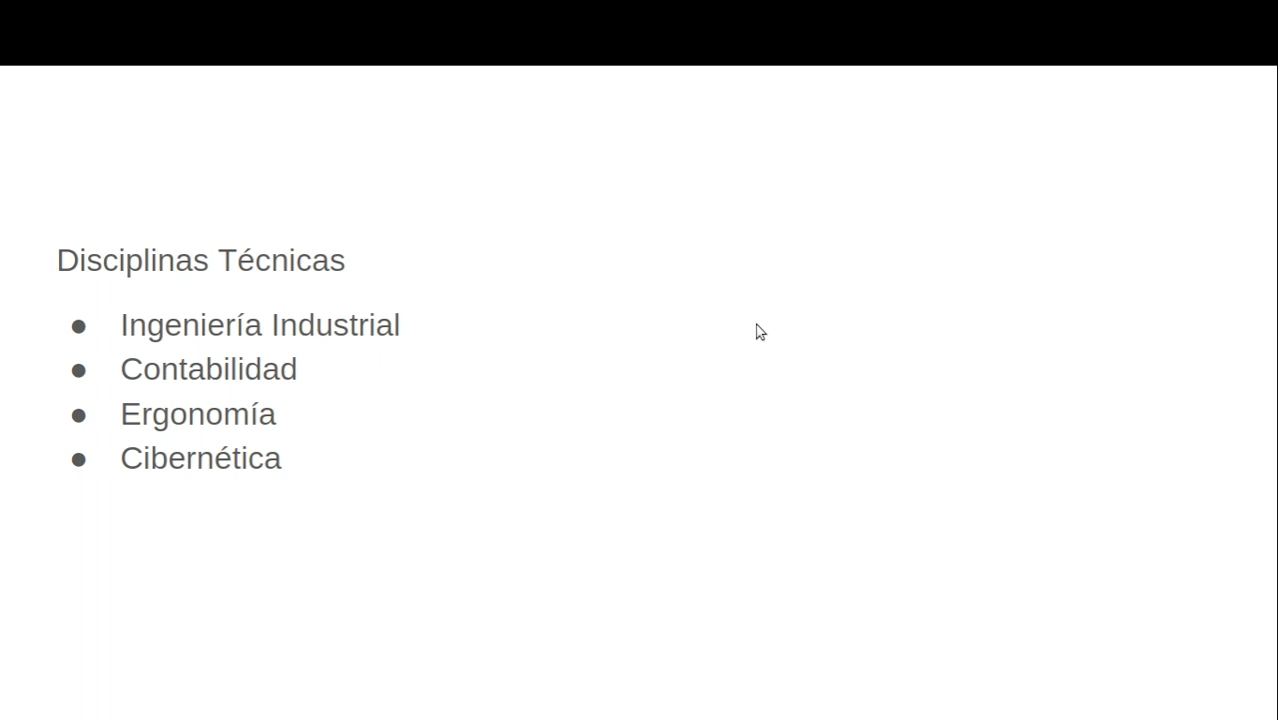 Disciplinas Técnicas
● Ingeniería Industrial
● Contabilidad
● Ergonomía
● Cibernética